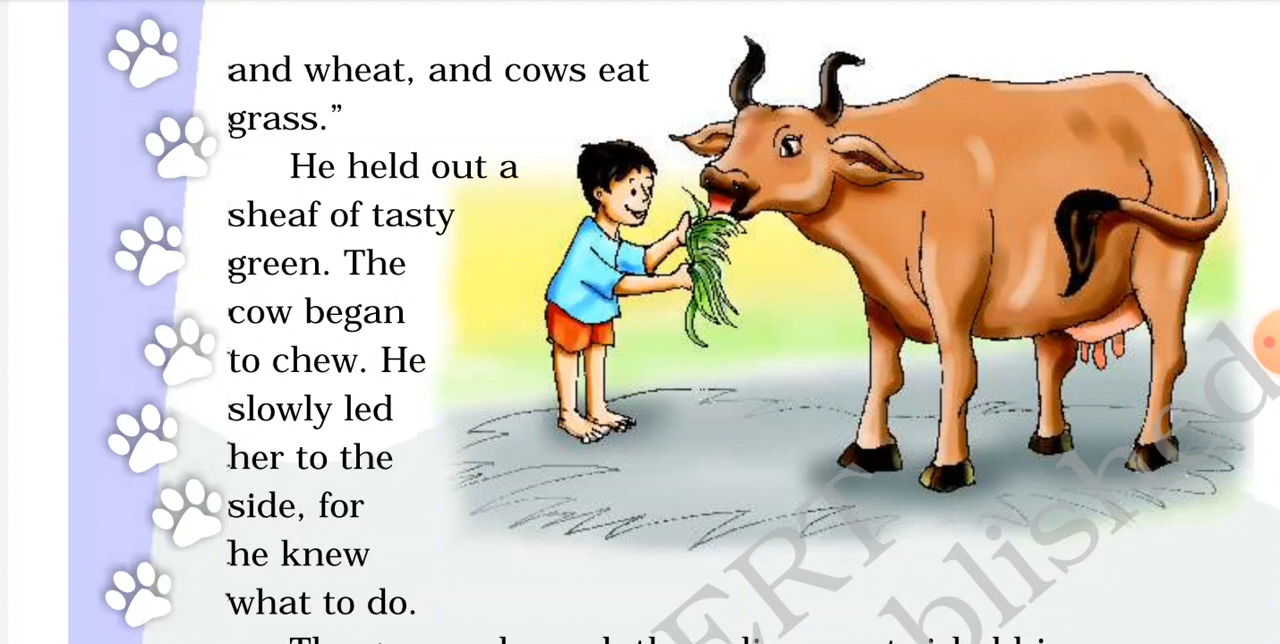 and wheat, and cows eat
grass.”
He held out a
sheaf of tasty
green. The
cow began
to chew. He
slowly led
her to the
side, for
he knew
what to do.